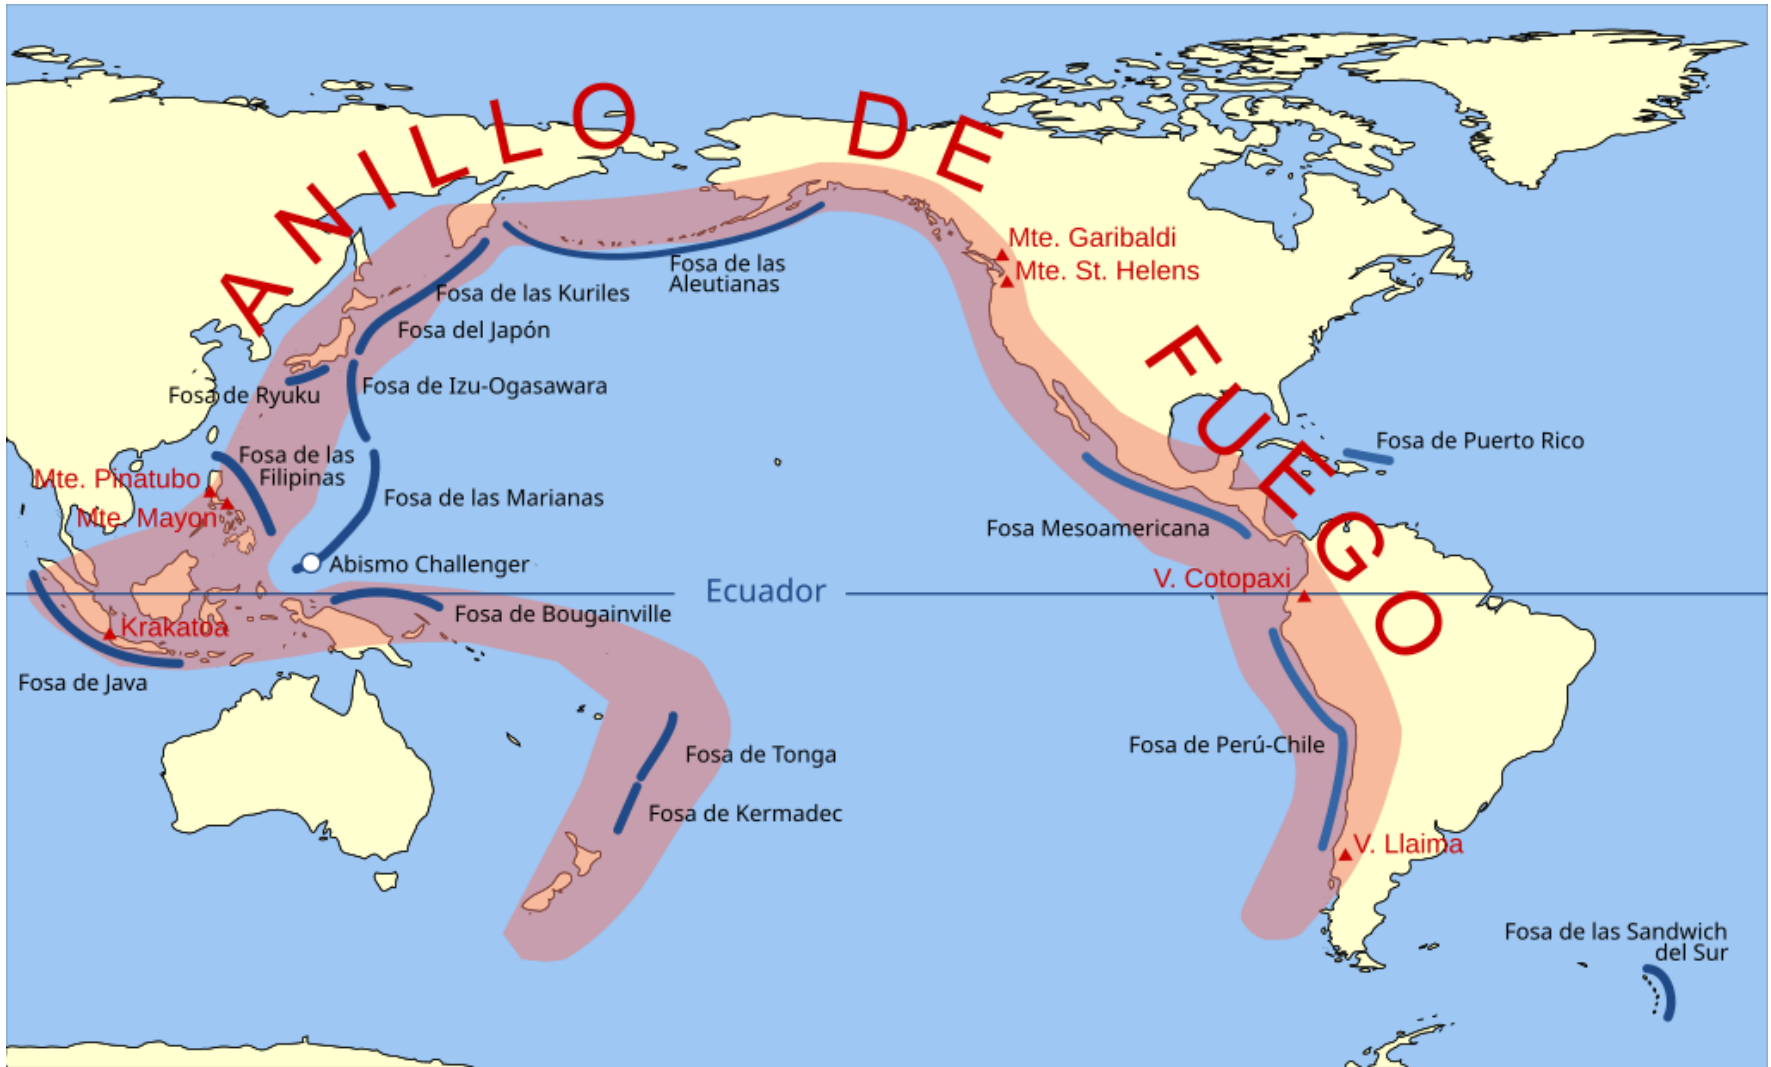 ANILLO DE FUEGO
Mte. Garibaldi
Mte. St. Helens
Fosa de las
Aleutianas
Fosa de las Kuriles
Fosa del Japón
Fosa de Izu-Ogasawara
Fosa de Ryuku
Fosa de Puerto Rico
Fosa de las
Filipinas
Mte. Pinatubo
Mte. Mayon
Fosa de las Marianas
Fosa Mesoamericana
Abismo Challenger
V. Cotopaxi
Ecuador
Fosa de Bougainville
Krakatoa
Fosa de Java
Fosa de Perú-Chile
Fosa de Tonga
Fosa de Kermadec
V. Llaima
Fosa de las Sandwich
del Sur